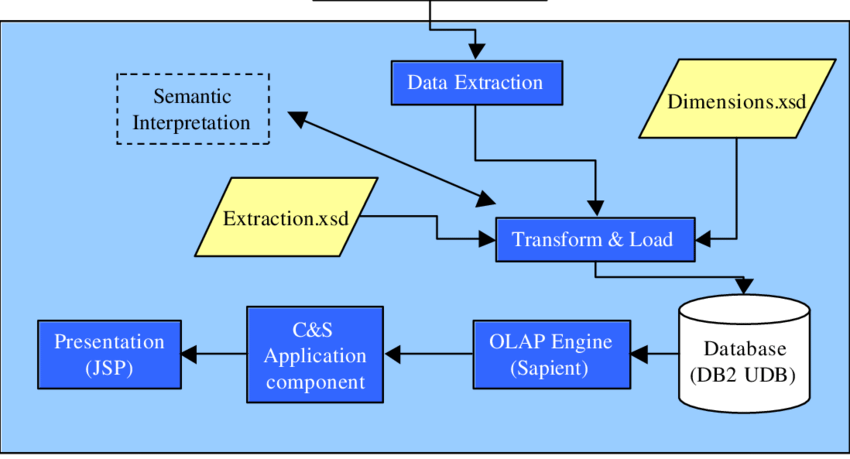 Data Extraction
Semantic
Interpretation
Dimensions.xsd
Extraction.xsd
Transform & Load
Presentation
(JSP)
C&S
Application
component
OLAP Engine
(Sapient)
Database
(DB2 UDB)